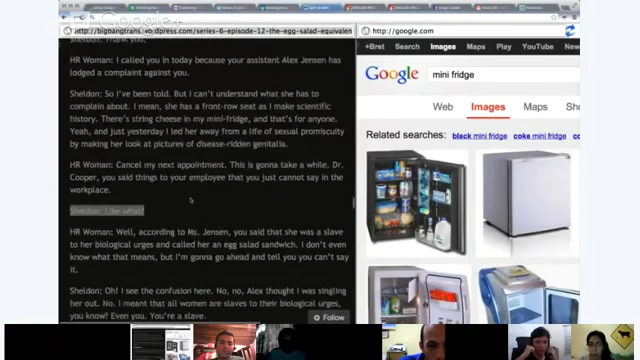 Google+
http://bigbangtrans.wordpress.com/series-6-episode-12-the-egg-salad-equivalen
http://google.com
Sheldon: Thank you.
HR Woman: I called you in today because your assistant Alex Jensen has
lodged a complaint against you.
Sheldon: So I've been told. But I can't understand what she has to
complain about. I mean, she has a front-row seat as I make scientific
history. There's string cheese in my mini-fridge, and that's for anyone.
Yeah, and just yesterday I led her away from a life of sexual promiscuity
by making her look at pictures of disease-ridden genitalia.
HR Woman: Cancel my next appointment. This is gonna take a while. Dr.
Cooper, you said things to your employee that you just cannot say in the
workplace.
Sheldon: Like what?
HR Woman: Well, according to Ms. Jensen, you said that she was a slave
to her biological urges and called her an egg salad sandwich. I don't even
know what that means, but I'm gonna go ahead and tell you you can't say
it.
Sheldon: Oh! I see the confusion here. No, no, Alex thought I was singling
her out. No. I meant that all women are slaves to their biological urges,
you know? Even you. You're a slave.
Follow
+Bret Search Images Maps Play YouTube News
Google mini fridge
Web Images Maps Sho
Related searches: black mini fridge coke mini fridge